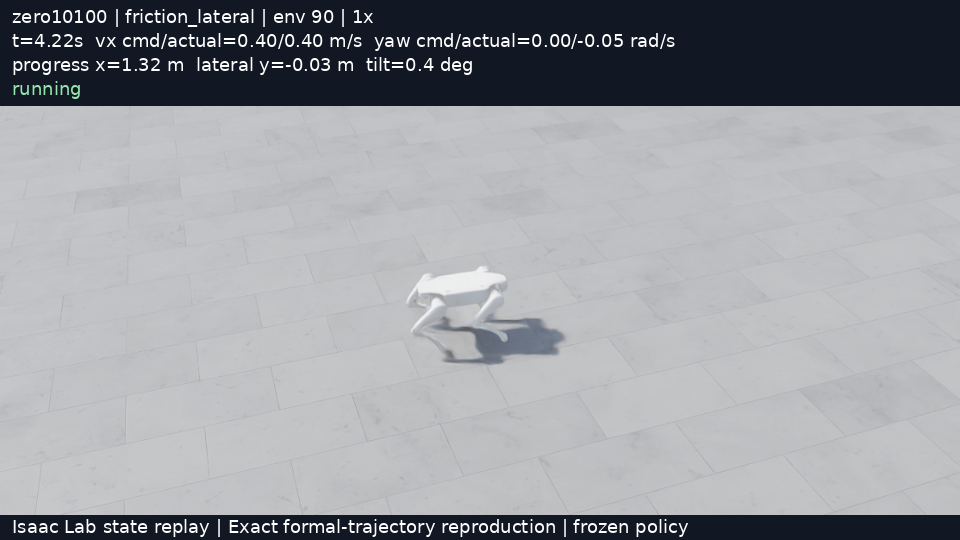 zero10100 | friction_lateral | env 90 | 1x
t=4.22s  vx cmd/actual=0.40/0.40 m/s  yaw cmd/actual=0.00/-0.05 rad/s
progress x=1.32 m  lateral y=-0.03 m  tilt=0.4 deg
running
Isaac Lab state replay | Exact formal-trajectory reproduction | frozen policy